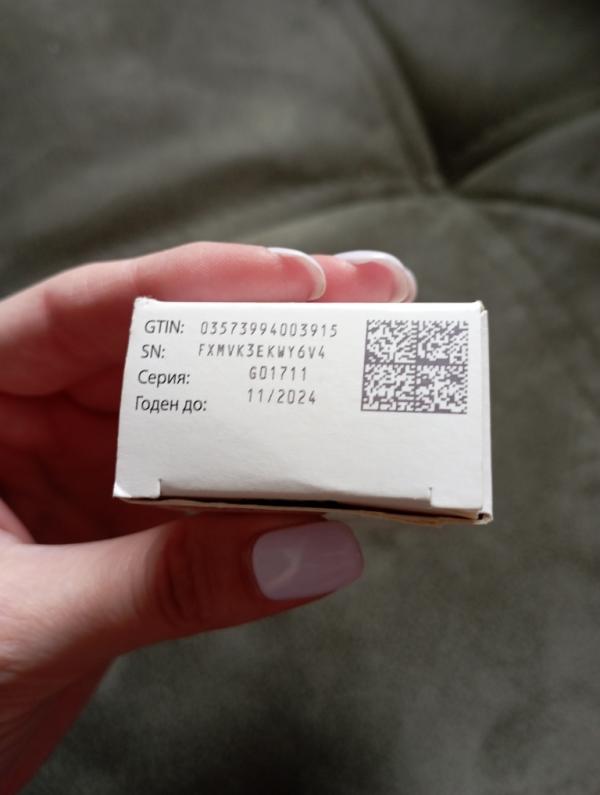 GTIN: 03573994003915
SN: FXMVK3EKWY6V4
Серия: G01711
Годен до: 11/2024